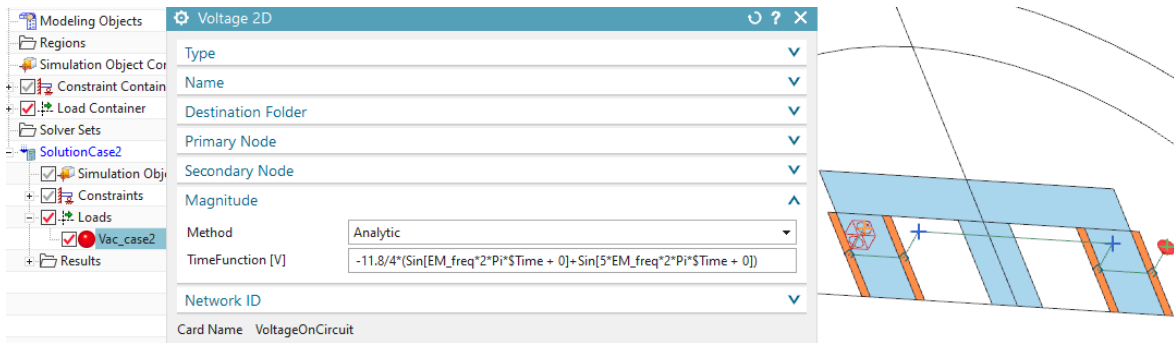 Modeling Objects
Regions
Simulation Object Cor
Constraint Contain
Load Container
Solver Sets
SolutionCase2
Simulation Obj
Constraints
Loads
Vac_case2
Results
Voltage 2D
Type
Name
Destination Folder
Primary Node
Secondary Node
Magnitude
Method Analytic
TimeFunction [V] -11.8/4*(Sin[EM_freq*2*Pi*$Time + 0]+Sin[5*EM_freq*2*Pi*$Time + 0])
Network ID
Card Name VoltageOnCircuit